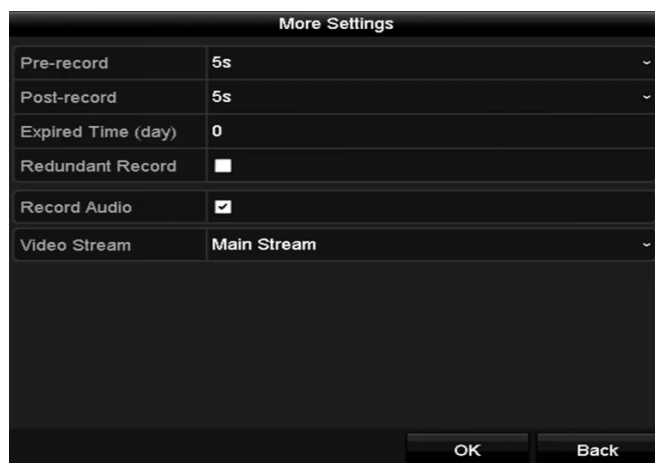 More Settings
Pre-record 5s
Post-record 5s
Expired Time (day) 0
Redundant Record
Record Audio
Video Stream Main Stream
OK Back